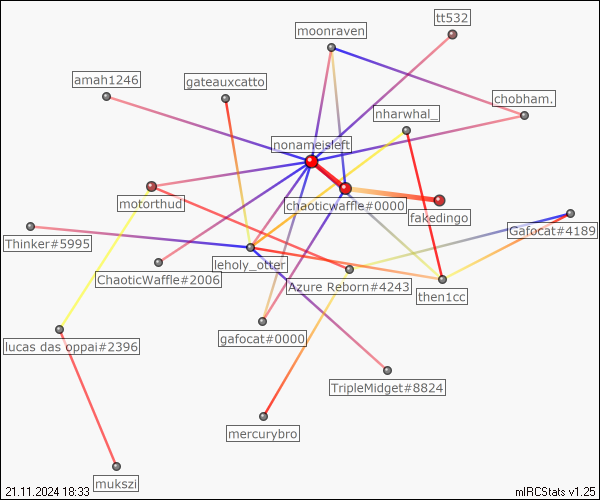 tt532
moonraven
amah1246
gateauxcatto
chobham.
nharwhal_
nonameisleft
motorthud
chaoticwaffle#0000
fakedingo
Gafocat#4189
Thinker#5995
leholy_otter
ChaoticWaffle#2006
Azure Reborn#4243
then1cc
gafocat#0000
lucas das oppai#2396
TripleMidget#8824
mercurybro
mukszi
21.11.2024 18:33
mIRCStats v1.25